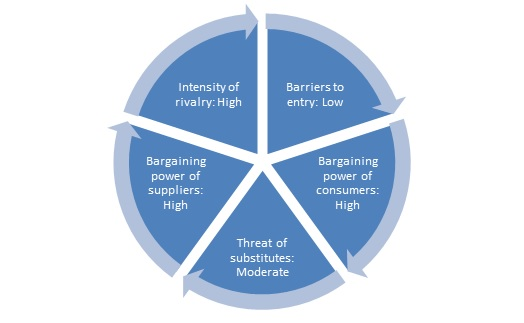 Intensity of
rivalry: High
Barriers to
entry: Low
Bargaining
power of
suppliers:
High
Bargaining
power of
consumers:
High
Threat of
substitutes:
Moderate